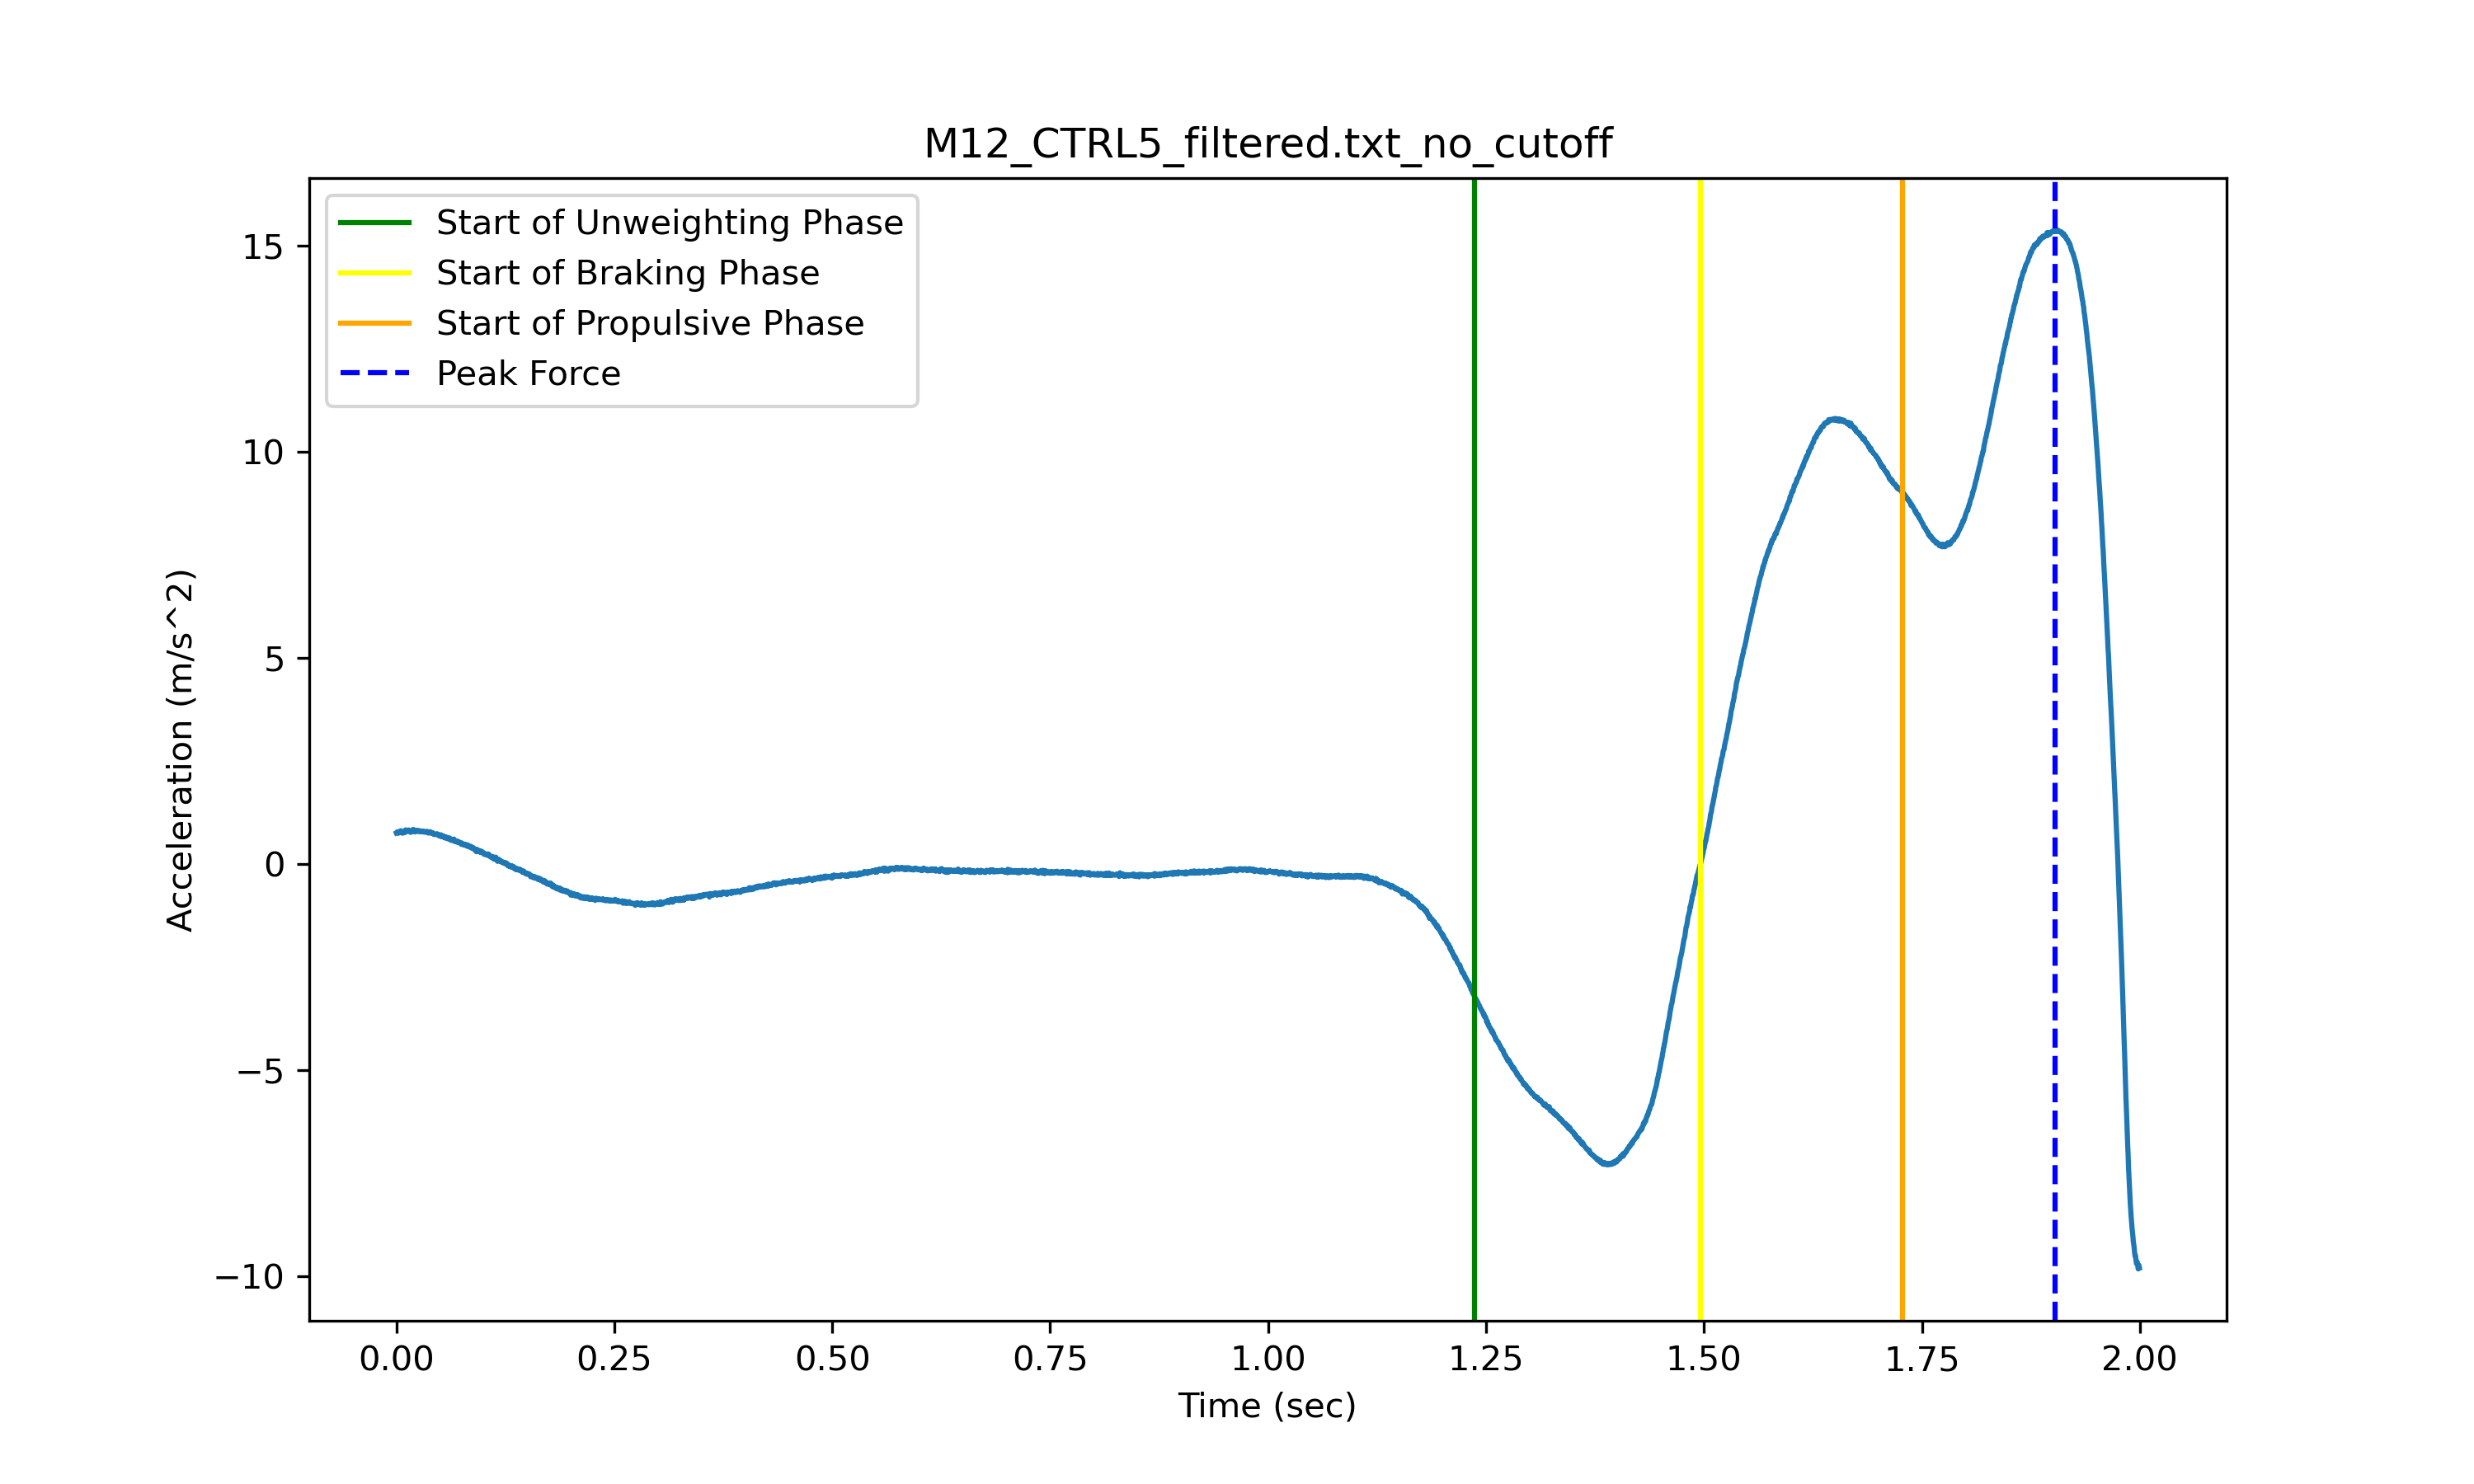 M12_CTRL5_filtered.txt_no_cutoff
Start of Unweighting Phase
Start of Braking Phase
Start of Propulsive Phase
Peak Force
15
10
5
0
−5
−10
Acceleration (m/s^2)
0.00 0.25 0.50 0.75 1.00 1.25 1.50 1.75 2.00
Time (sec)